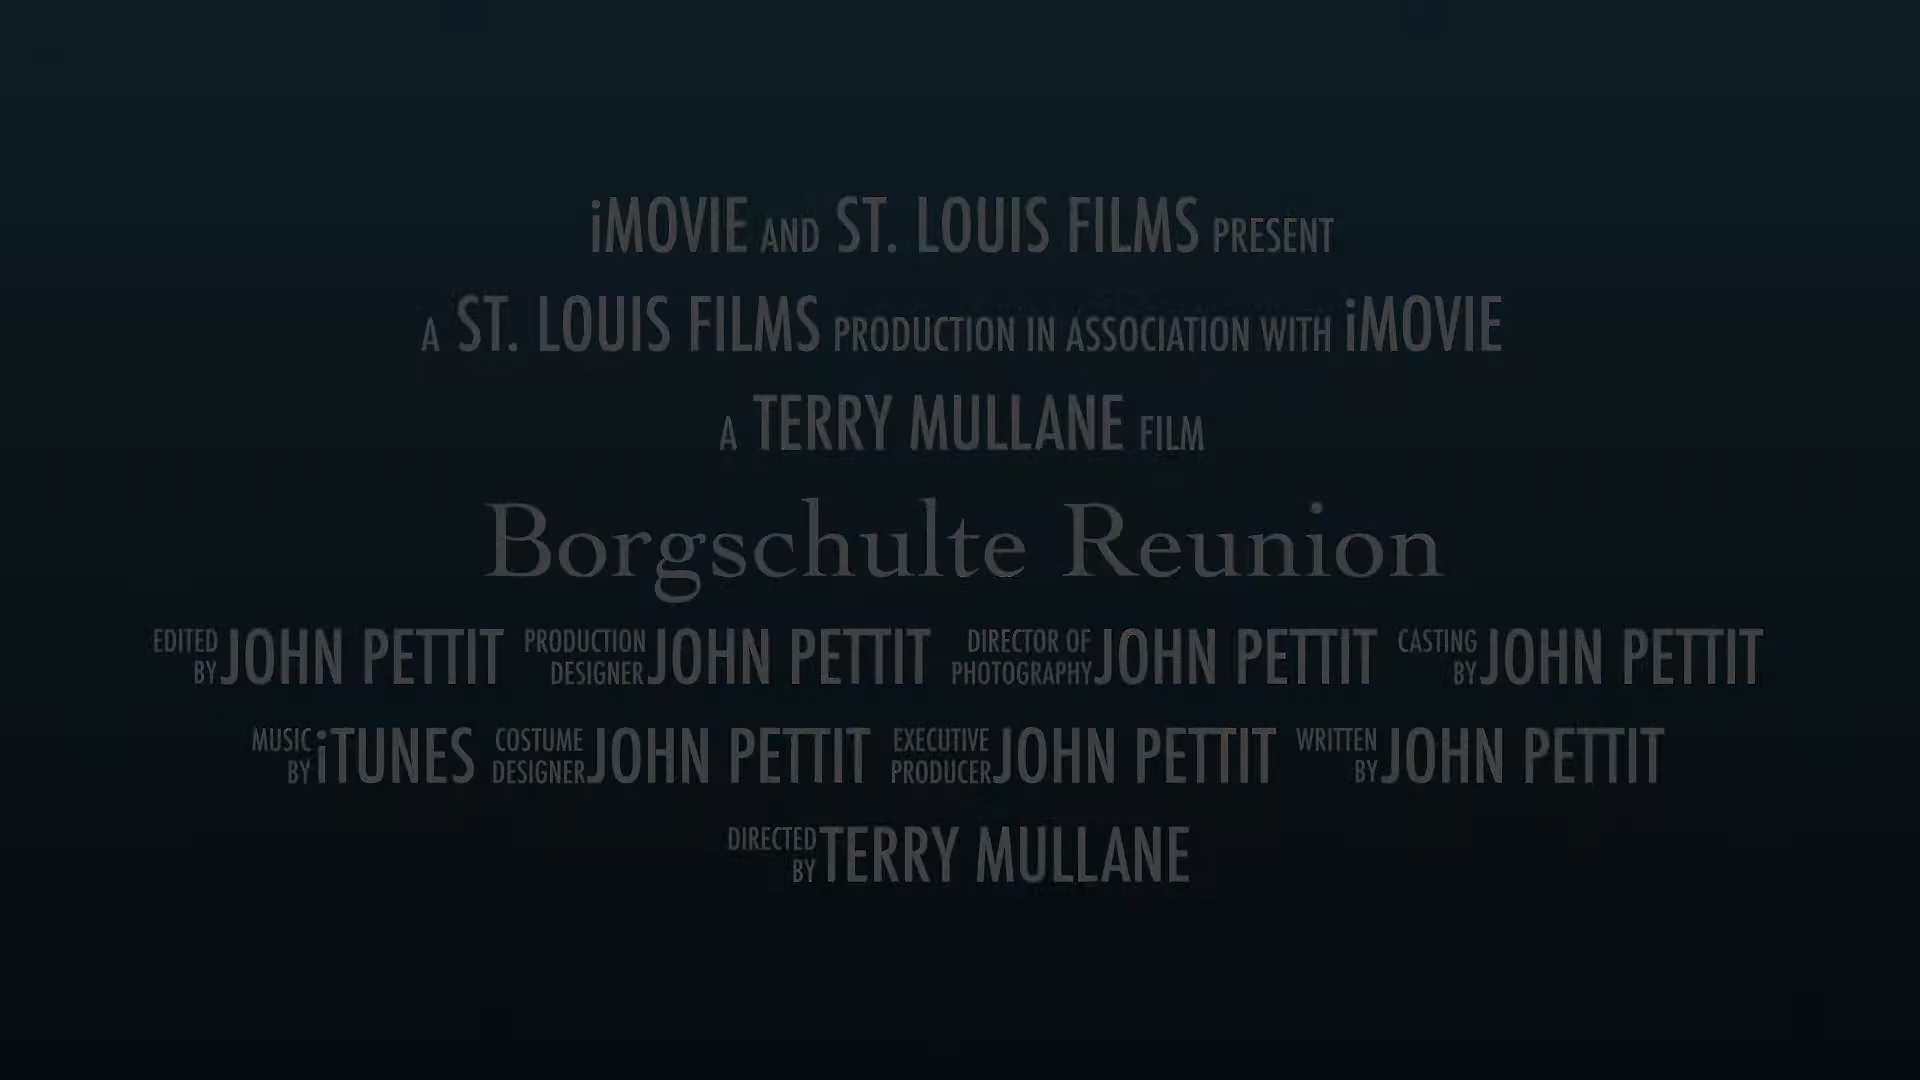 iMOVIE AND ST. LOUIS FILMS PRESENT
A ST. LOUIS FILMS PRODUCTION IN ASSOCIATION WITH iMOVIE
A TERRY MULLANE FILM
Borgschulte Reunion
EDITED BY JOHN PETTIT PRODUCTION DESIGNER JOHN PETTIT DIRECTOR OF PHOTOGRAPHY JOHN PETTIT CASTING BY JOHN PETTIT
MUSIC BY iTUNES COSTUME DESIGNER JOHN PETTIT EXECUTIVE PRODUCER JOHN PETTIT WRITTEN BY JOHN PETTIT
DIRECTED BY TERRY MULLANE